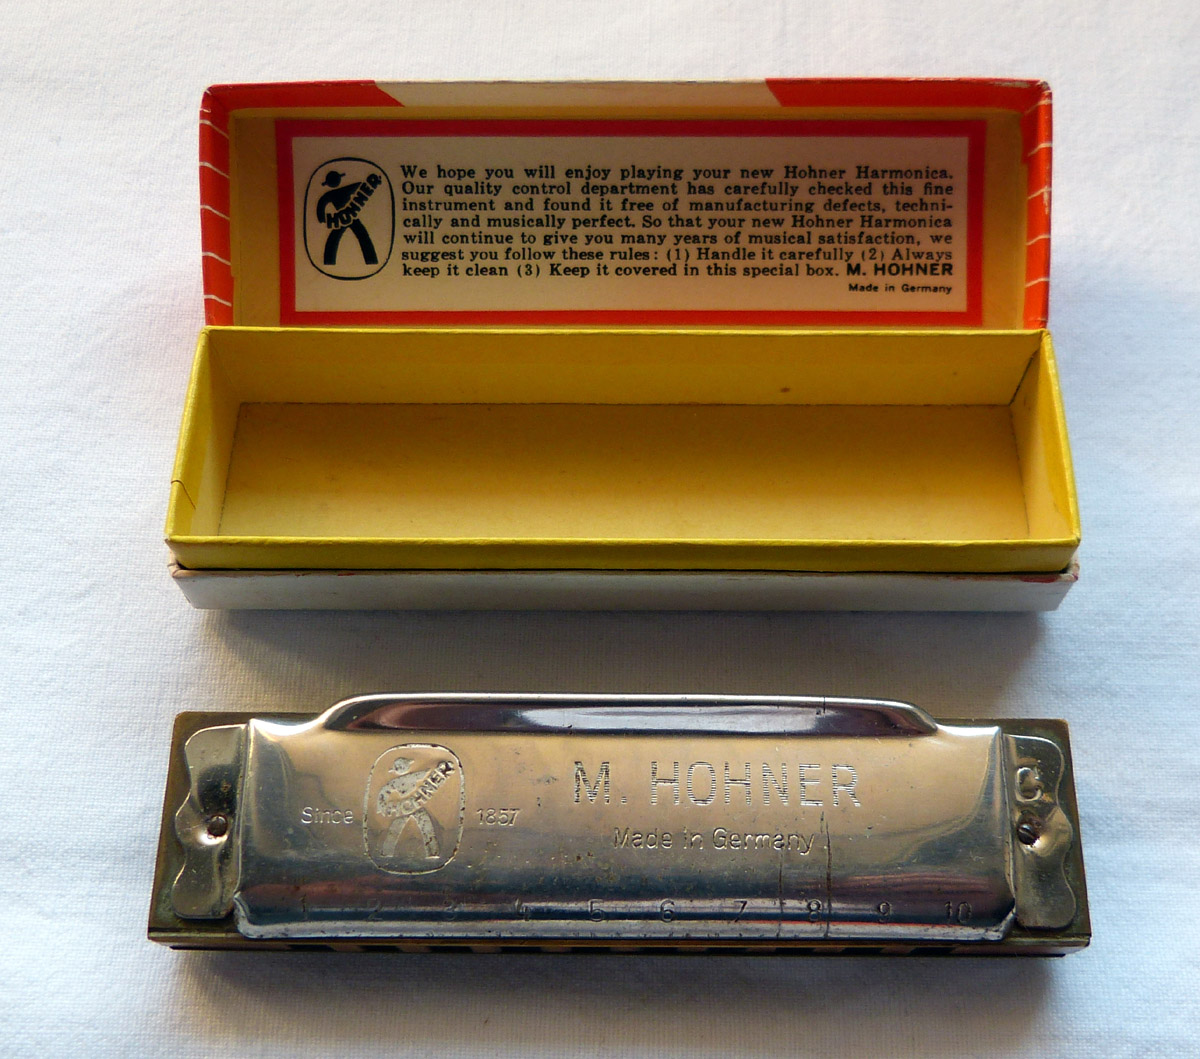 HOHNER
We hope you will enjoy playing your new Hohner Harmonica.
Our quality control department has carefully checked this fine
instrument and found it free of manufacturing defects, techni-
cally and musically perfect. So that your new Hohner Harmonica
will continue to give you many years of musical satisfaction, we
suggest you follow these rules: (1) Handle it carefully (2) Always
keep it clean (3) Keep it covered in this special box. M. HOHNER
Made in Germany
M. HOHNER
C
Since HOHNER 1857
Made in Germany
1 2 3 4 5 6 7 8 9 10